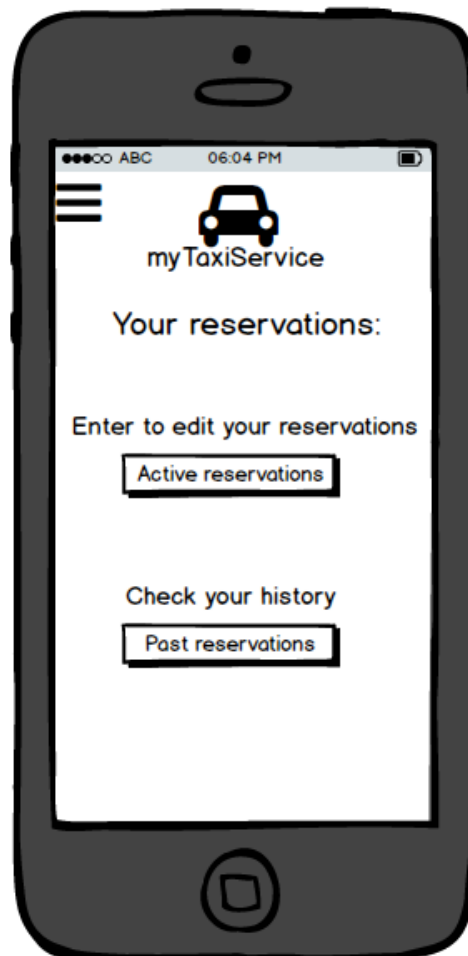 ABC 06:04 PM
myTaxiService
Your reservations:
Enter to edit your reservations
Active reservations
Check your history
Past reservations